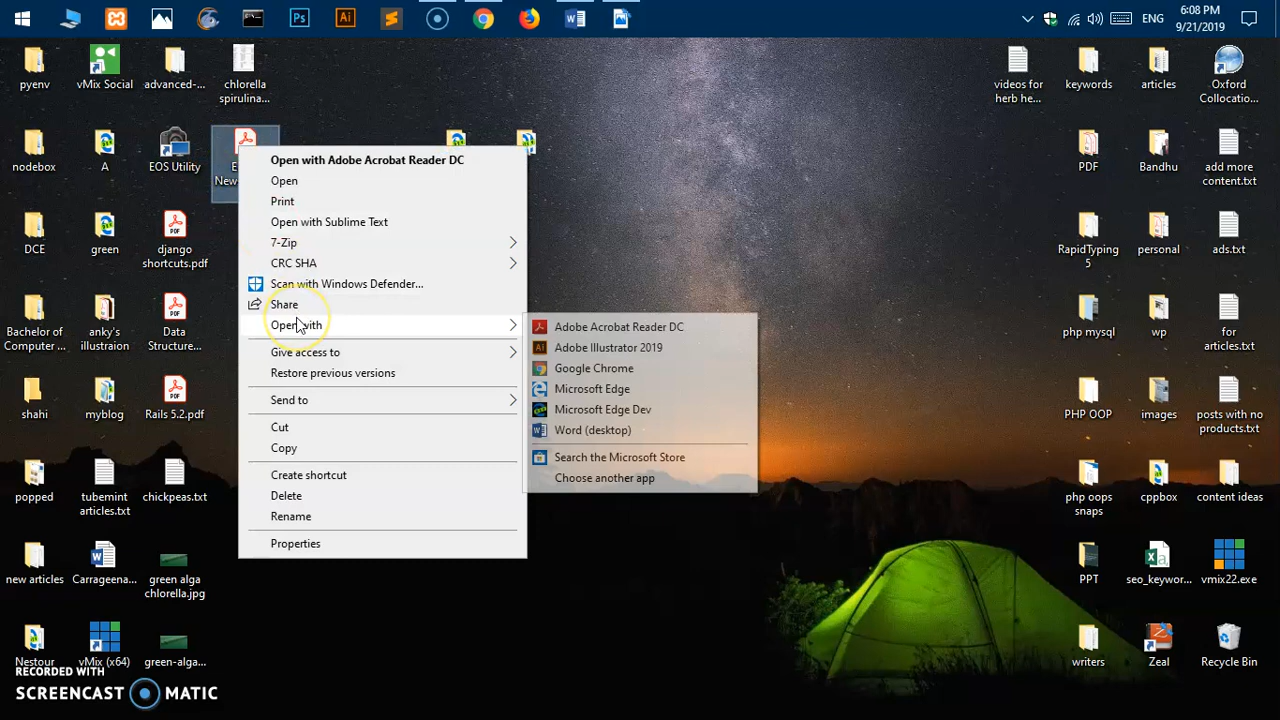 Ps
Ai
ENG
6:08 PM
9/21/2019
pyenv
vMix Social
advanced-...
chlorella
spirulina...
nodebox
A
EOS Utility
New
DCE
green
django
shortcuts.pdf
Bachelor of
Computer ...
anky's
illustraion
Data
Structure...
shahi
myblog
Rails 5.2.pdf
popped
tubemint
articles.txt
chickpeas.txt
new articles
Carrageena...
green alga
chlorella.jpg
Nestour
vMix (x64)
green-alga...
Open with Adobe Acrobat Reader DC
Open
Print
Open with Sublime Text
7-Zip
CRC SHA
Scan with Windows Defender...
Share
Open with
Give access to
Restore previous versions
Send to
Cut
Copy
Create shortcut
Delete
Rename
Properties
Adobe Acrobat Reader DC
Adobe Illustrator 2019
Google Chrome
Microsoft Edge
Microsoft Edge Dev
Word (desktop)
Search the Microsoft Store
Choose another app
videos for
herb he...
keywords
articles
Oxford
Collocatio...
PDF
Bandhu
add more
content.txt
RapidTyping
5
personal
ads.txt
php mysql
wp
for
articles.txt
PHP OOP
images
posts with no
products.txt
php oops
snaps
cppbox
content ideas
PPT
seo_keywor...
vmix22.exe
writers
Zeal
Recycle Bin
RECORDED WITH
SCREENCAST MATIC